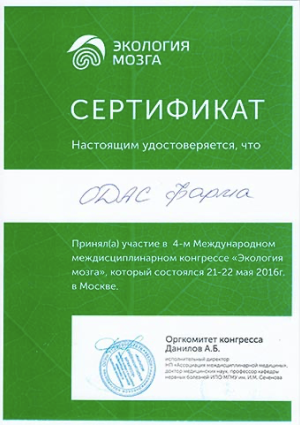 ЭКОЛОГИЯ
МОЗГА
СЕРТИФИКАТ
Настоящим удостоверяется, что
ОДАС фарма
Принял(а) участие в 4-м Международном
междисциплинарном конгрессе «Экология
мозга», который состоялся 21-22 мая 2016г.
в Москве.
Оргкомитет конгресса
Данилов А.Б.
исполнительный директор
НП «Ассоциация междисциплинарной медицины»,
доктор медицинских наук, профессор кафедры
нервных болезней ИПО МГМУ им. И.М. Сеченова